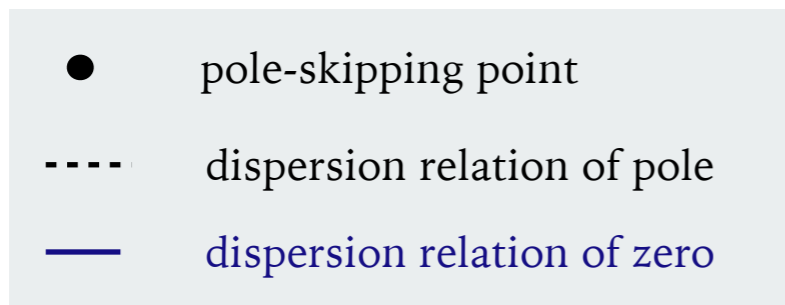 pole-skipping point
dispersion relation of pole
dispersion relation of zero